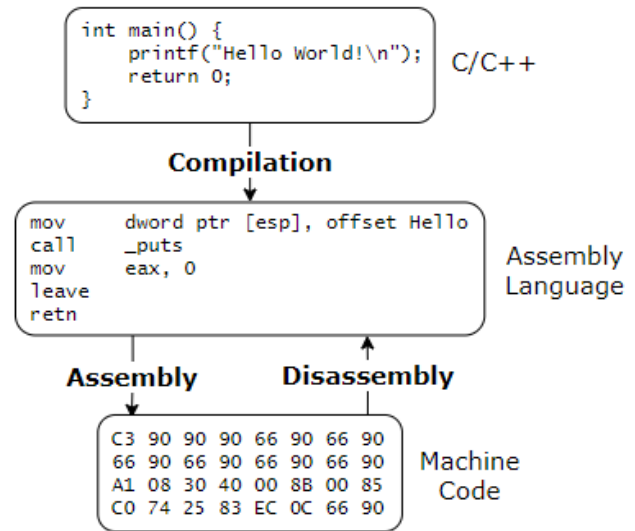 int main() {
    printf("Hello World!\n");
    return 0;
}
C/C++
Compilation
mov     dword ptr [esp], offset Hello
call    _puts
mov     eax, 0
leave
retn
Assembly
Language
Assembly
Disassembly
C3 90 90 90 66 90 66 90
66 90 66 90 66 90 66 90
A1 08 30 40 00 8B 00 85
C0 74 25 83 EC 0C 66 90
Machine
Code